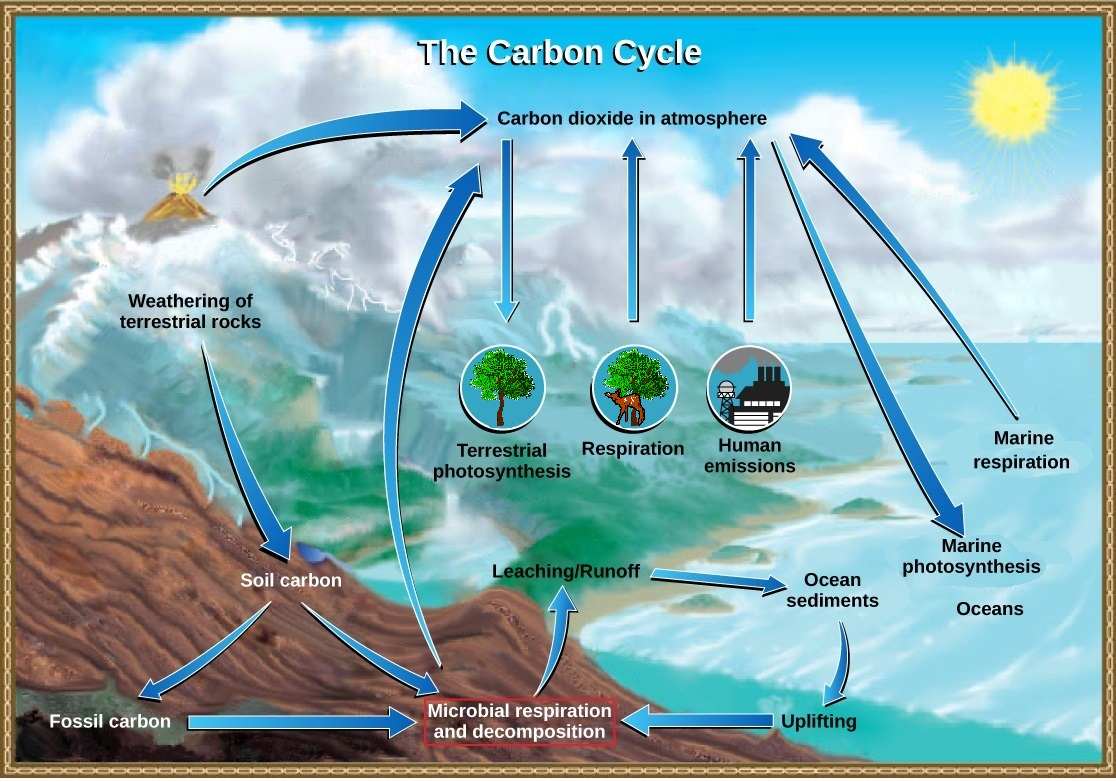 The Carbon Cycle
Carbon dioxide in atmosphere
Weathering of
terrestrial rocks
Terrestrial
photosynthesis
Respiration
Human
emissions
Marine
respiration
Marine
photosynthesis
Oceans
Leaching/Runoff
Ocean
sediments
Soil carbon
Fossil carbon
Microbial respiration
and decomposition
Uplifting